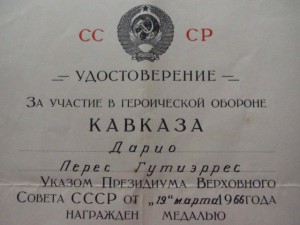 СС СР
— УДОСТОВЕРЕНИЕ —
ЗА УЧАСТИЕ В ГЕРОИЧЕСКОЙ ОБОРОНЕ
КАВКАЗА
Дарио
Перес Гутиэррес
УКАЗОМ ПРЕЗИДИУМА ВЕРХОВНОГО
СОВЕТА СССР ОТ „19" марта 1966 ГОДА
НАГРАЖДЕН МЕДАЛЬЮ